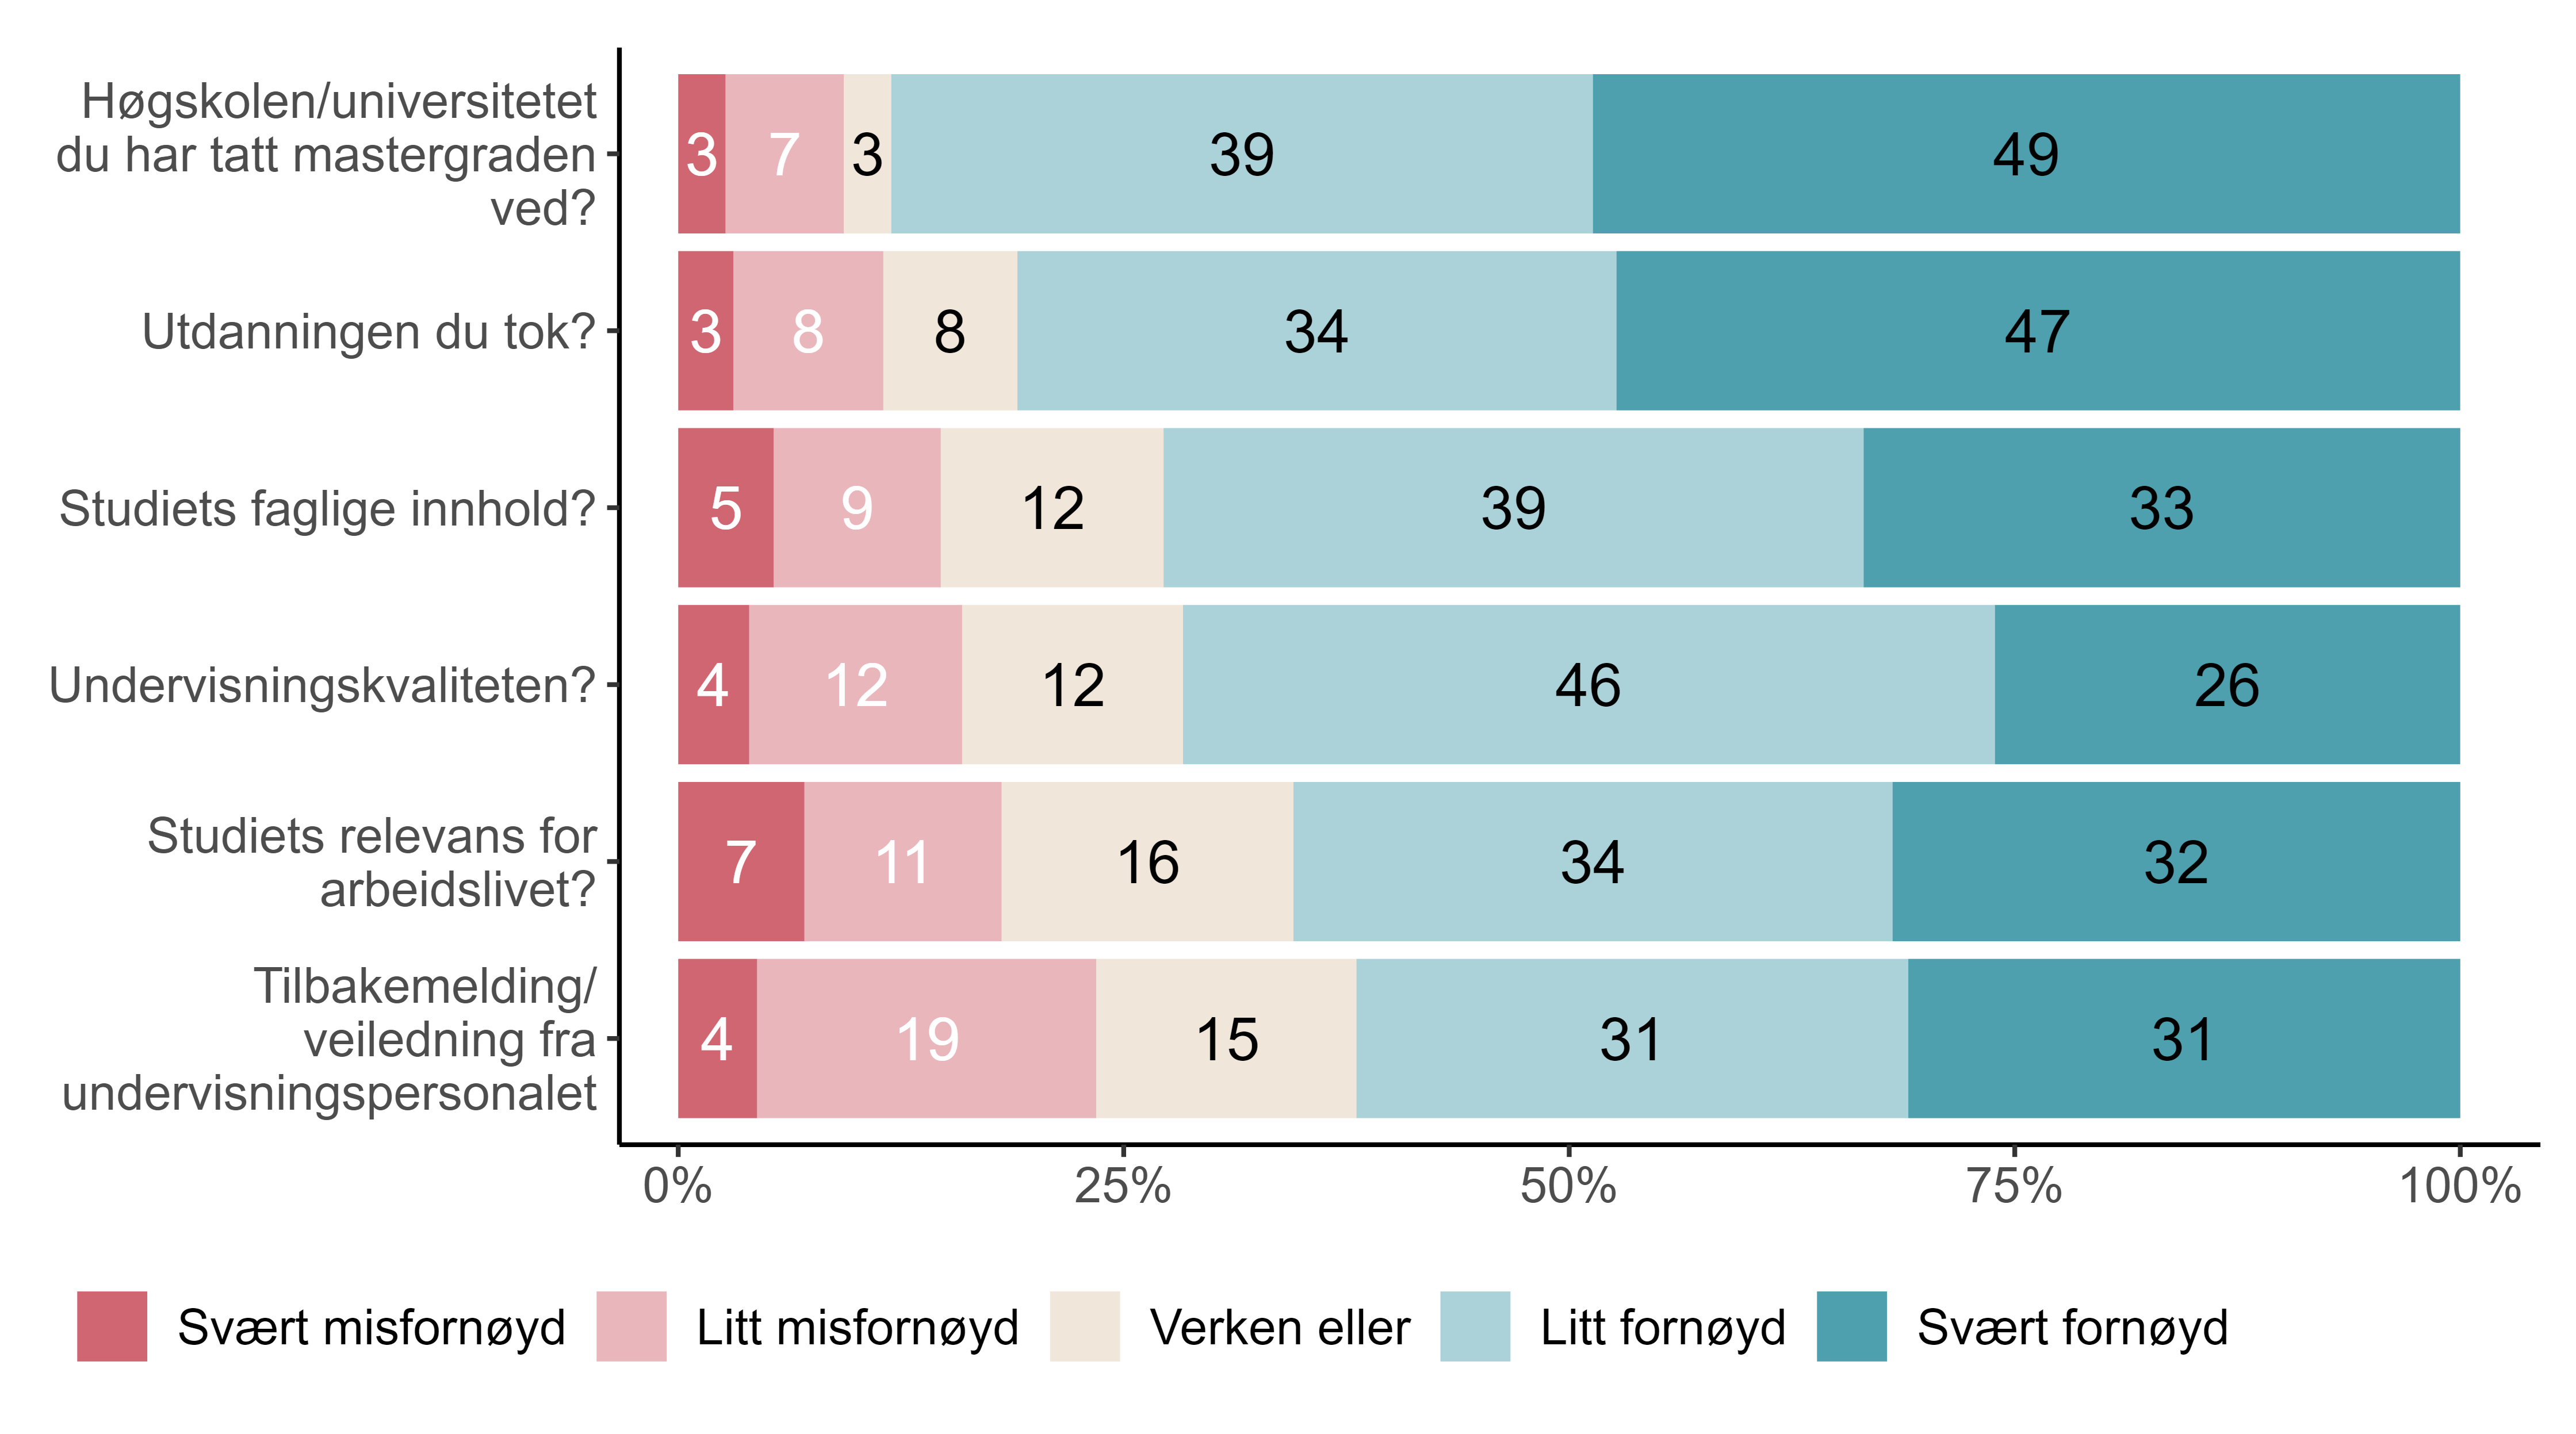 Høgskolen/universitetet
du har tatt mastergraden
ved?
3 7 3 39 49
Utdanningen du tok?
3 8 8 34 47
Studiets faglige innhold?
5 9 12 39 33
Undervisningskvaliteten?
4 12 12 46 26
Studiets relevans for
arbeidslivet?
7 11 16 34 32
Tilbakemelding/
veiledning fra
undervisningspersonalet
4 19 15 31 31
0% 25% 50% 75% 100%
Svært misfornøyd Litt misfornøyd Verken eller Litt fornøyd Svært fornøyd